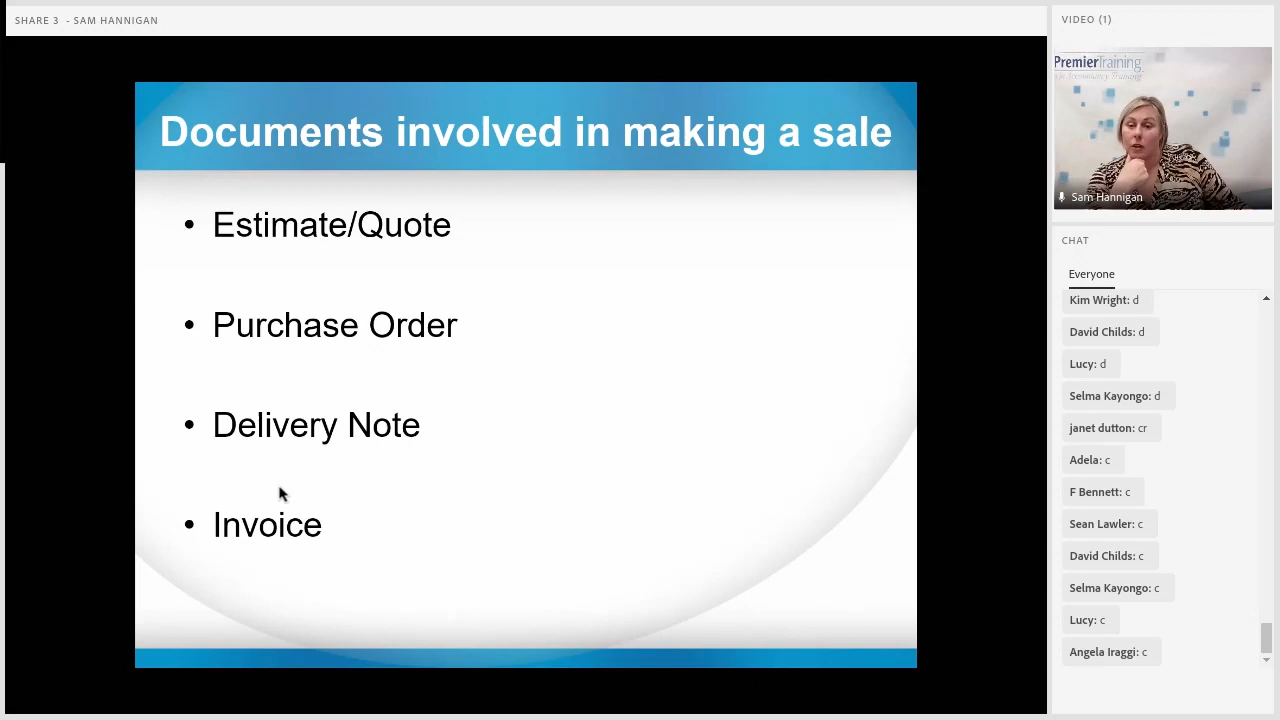 SHARE 3 - SAM HANNIGAN
Documents involved in making a sale
• Estimate/Quote
• Purchase Order
• Delivery Note
• Invoice
VIDEO (1)
PremierTraining
Accountancy Training
Sam Hannigan
CHAT
Everyone
Kim Wright: d
David Childs: d
Lucy: d
Selma Kayongo: d
janet dutton: cr
Adela: c
F Bennett: c
Sean Lawler: c
David Childs: c
Selma Kayongo: c
Lucy: c
Angela Iraggi: c